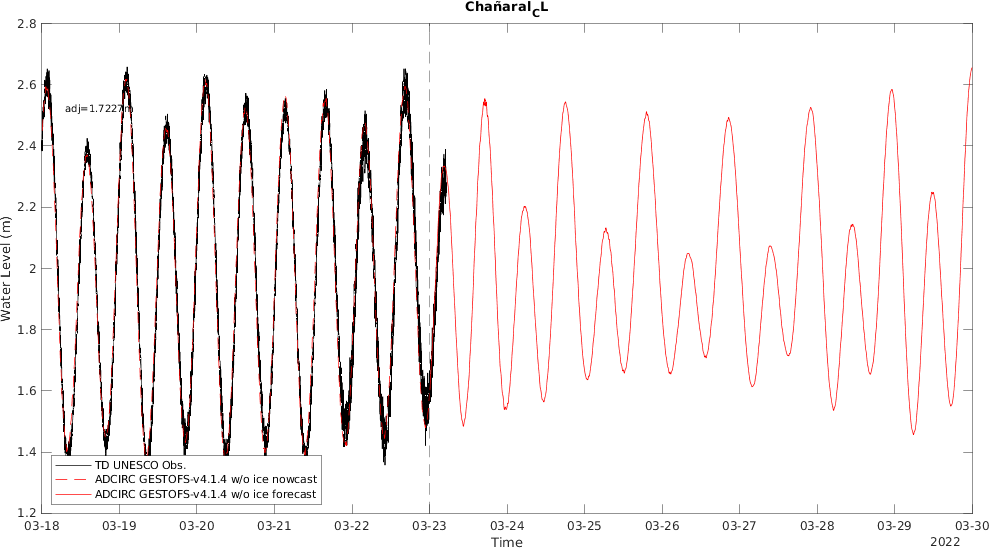 Chañaral_CL
2.8
2.6
2.4
2.2
2
1.8
1.6
1.4
1.2
Water Level (m)
adj=1.7227m
TD UNESCO Obs.
ADCIRC GESTOFS-v4.1.4 w/o ice nowcast
ADCIRC GESTOFS-v4.1.4 w/o ice forecast
03-18 03-19 03-20 03-21 03-22 03-23 03-24 03-25 03-26 03-27 03-28 03-29 03-30
Time
2022